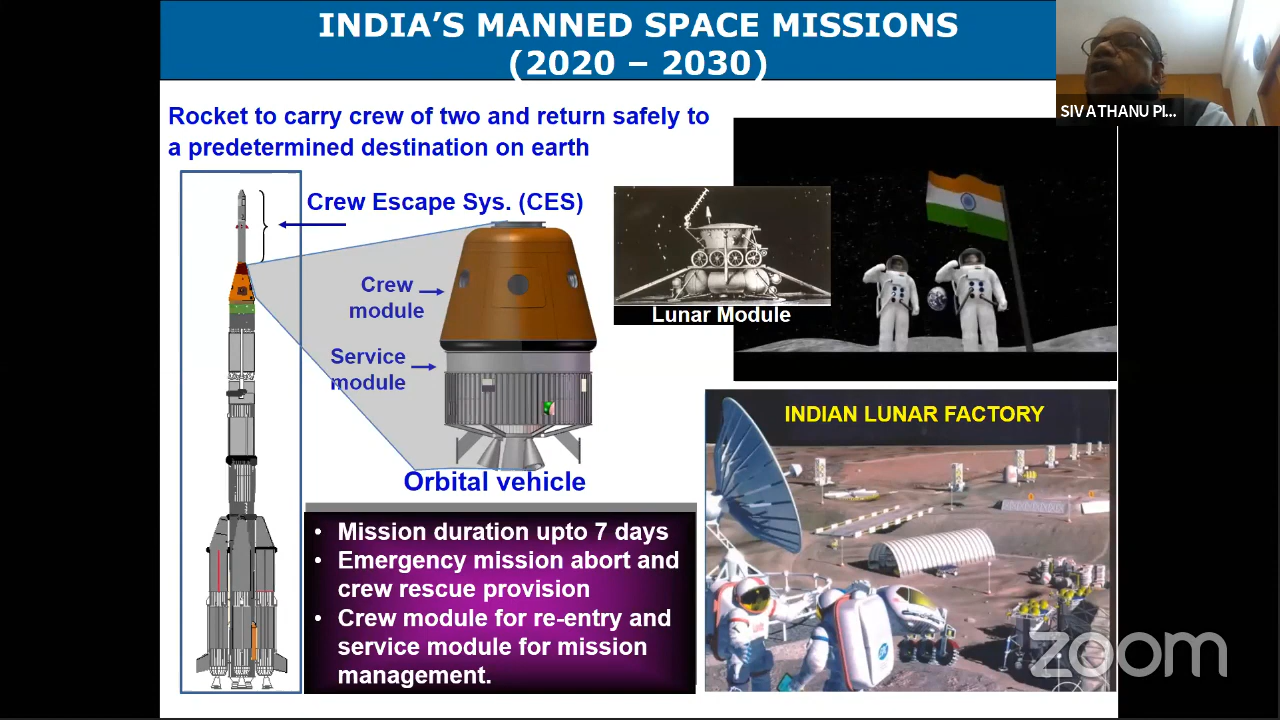 INDIA'S MANNED SPACE MISSIONS
(2020 – 2030)
SIVATHANU PI...
Rocket to carry crew of two and return safely to
a predetermined destination on earth
Crew Escape Sys. (CES)
Crew
module
Service
module
Orbital vehicle
Lunar Module
INDIAN LUNAR FACTORY
• Mission duration upto 7 days
• Emergency mission abort and
crew rescue provision
• Crew module for re-entry and
service module for mission
management.
zoom